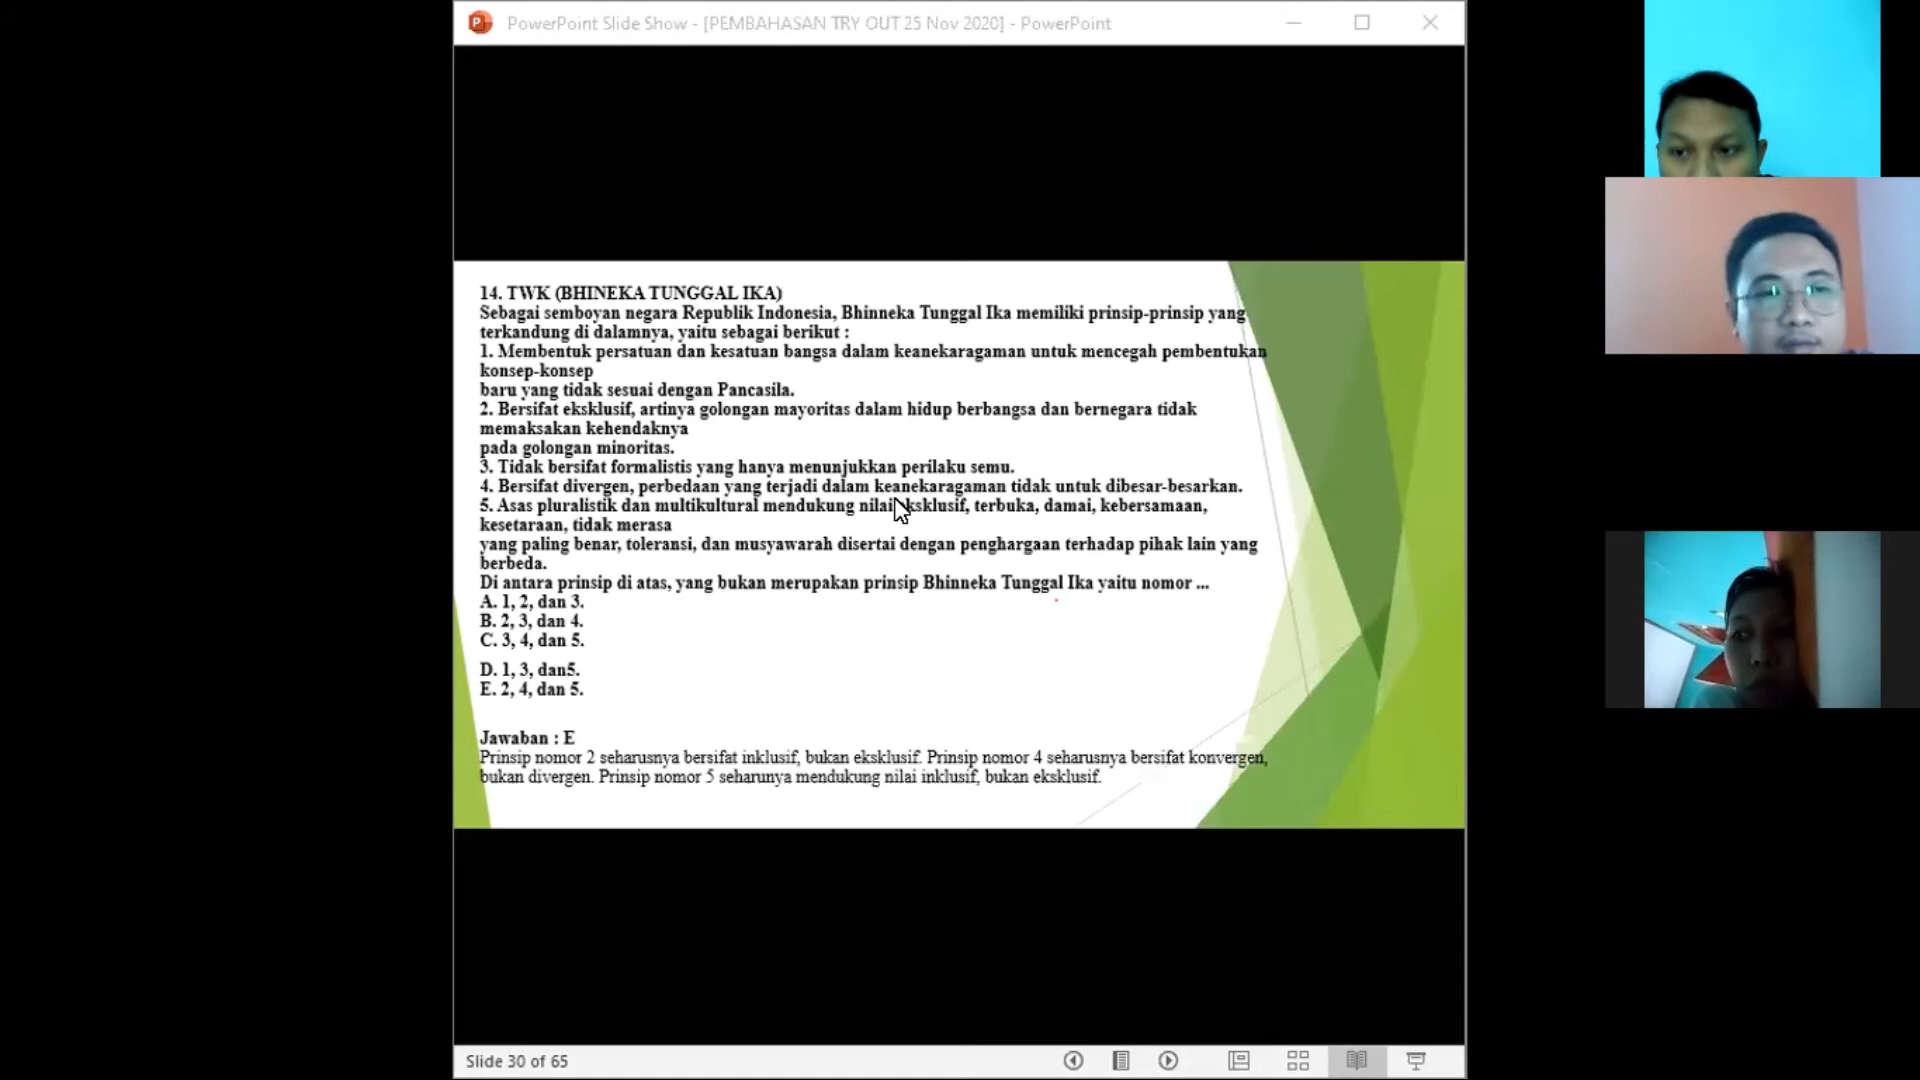 PowerPoint Slide Show - [PEMBAHASAN TRY OUT 25 Nov 2020] - PowerPoint
14. TWK (BHINEKA TUNGGAL IKA)
Sebagai semboyan negara Republik Indonesia, Bhinneka Tunggal Ika memiliki prinsip-prinsip yang
terkandung di dalamnya, yaitu sebagai berikut :
1. Membentuk persatuan dan kesatuan bangsa dalam keanekaragaman untuk mencegah pembentukan
konsep-konsep
baru yang tidak sesuai dengan Pancasila.
2. Bersifat eksklusif, artinya golongan mayoritas dalam hidup berbangsa dan bernegara tidak
memaksakan kehendaknya
pada golongan minoritas.
3. Tidak bersifat formalistis yang hanya menunjukkan perilaku semu.
4. Bersifat divergen, perbedaan yang terjadi dalam keanekaragaman tidak untuk dibesar-besarkan.
5. Asas pluralistik dan multikultural mendukung nilai eksklusif, terbuka, damai, kebersamaan,
kesetaraan, tidak merasa
yang paling benar, toleransi, dan musyawarah disertai dengan penghargaan terhadap pihak lain yang
berbeda.
Di antara prinsip di atas, yang bukan merupakan prinsip Bhinneka Tunggal Ika yaitu nomor ...
A. 1, 2, dan 3.
B. 2, 3, dan 4.
C. 3, 4, dan 5.
D. 1, 3, dan5.
E. 2, 4, dan 5.
Jawaban : E
Prinsip nomor 2 seharusnya bersifat inklusif, bukan eksklusif. Prinsip nomor 4 seharusnya bersifat konvergen,
bukan divergen. Prinsip nomor 5 seharunya mendukung nilai inklusif, bukan eksklusif.
Slide 30 of 65